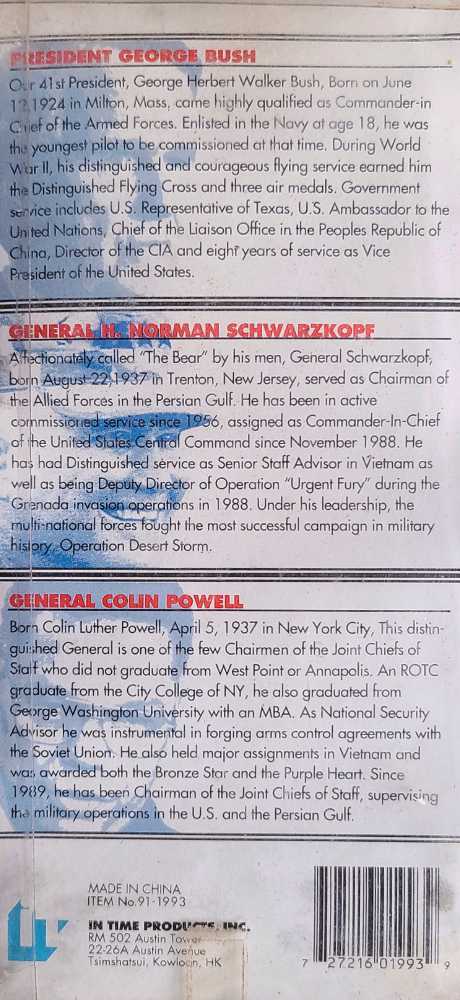 PRESIDENT GEORGE BUSH
Our 41st President, George Herbert Walker Bush, Born on June
12,1924 in Milton, Mass, came highly qualified as Commander-in
Chief of the Armed Forces. Enlisted in the Navy at age 18, he was
the youngest pilot to be commissioned at that time. During World
War II, his distinguished and courageous flying service earned him
the Distinguished Flying Cross and three air medals. Government
service includes U.S. Representative of Texas, U.S. Ambassador to the
United Nations, Chief of the Liaison Office in the Peoples Republic of
China, Director of the CIA and eight years of service as Vice
President of the United States.
GENERAL H. NORMAN SCHWARZKOPF
Affectionately called "The Bear" by his men, General Schwarzkopf,
born August 22,1937 in Trenton, New Jersey, served as Chairman of
the Allied Forces in the Persian Gulf. He has been in active
commissioned service since 1956, assigned as Commander-In-Chief
of the United States Central Command since November 1988. He
has had Distinguished service as Senior Staff Advisor in Vietnam as
well as being Deputy Director of Operation "Urgent Fury" during the
Grenada invasion operations in 1988. Under his leadership, the
multi-national forces fought the most successful campaign in military
history, Operation Desert Storm.
GENERAL COLIN POWELL
Born Colin Luther Powell, April 5, 1937 in New York City, This distin-
guished General is one of the few Chairmen of the Joint Chiefs of
Staff who did not graduate from West Point or Annapolis. An ROTC
graduate from the City College of NY, he also graduated from
George Washington University with an MBA. As National Security
Advisor he was instrumental in forging arms control agreements with
the Soviet Union. He also held major assignments in Vietnam and
was awarded both the Bronze Star and the Purple Heart. Since
1989, he has been Chairman of the Joint Chiefs of Staff, supervising
the military operations in the U.S. and the Persian Gulf.
MADE IN CHINA
ITEM No.91-1993
IN TIME PRODUCTS, INC.
RM 502 Austin Tower
22-26A Austin Avenue
Tsimshatsui, Kowloon, HK
7 27216 01993 9